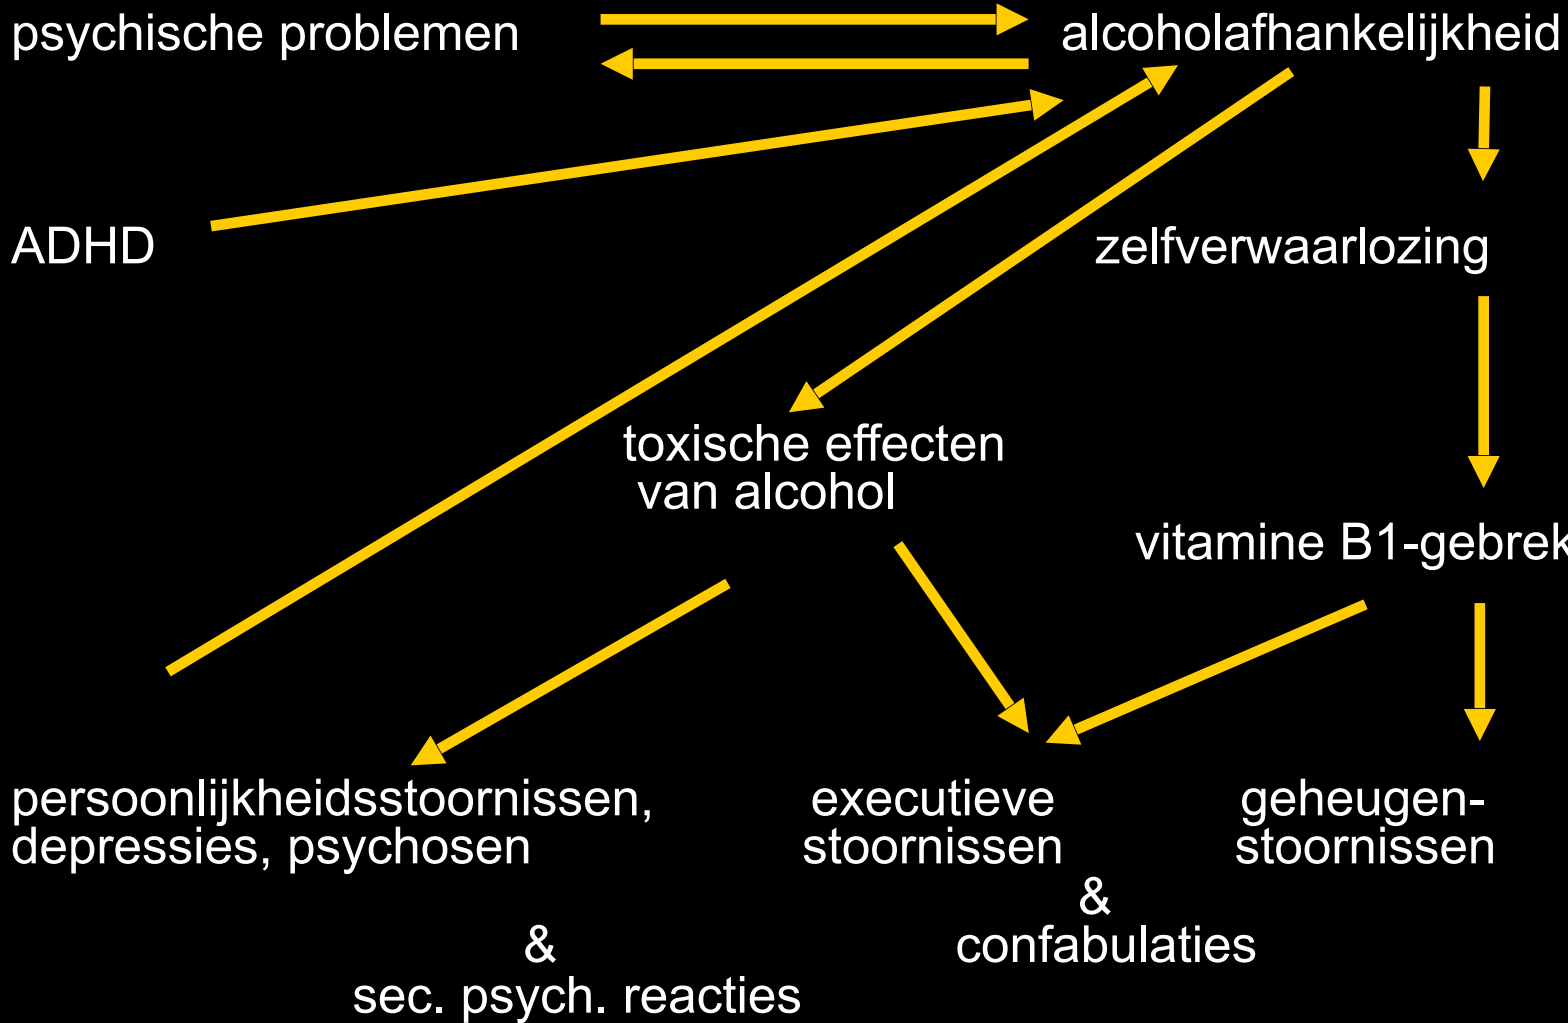 psychische problemen
alcoholafhankelijkheid
ADHD
zelfverwaarlozing
toxische effecten
van alcohol
vitamine B1-gebrek
persoonlijkheidsstoornissen,
depressies, psychosen
executieve
stoornissen
geheugen-
stoornissen
&
confabulaties
&
sec. psych. reacties